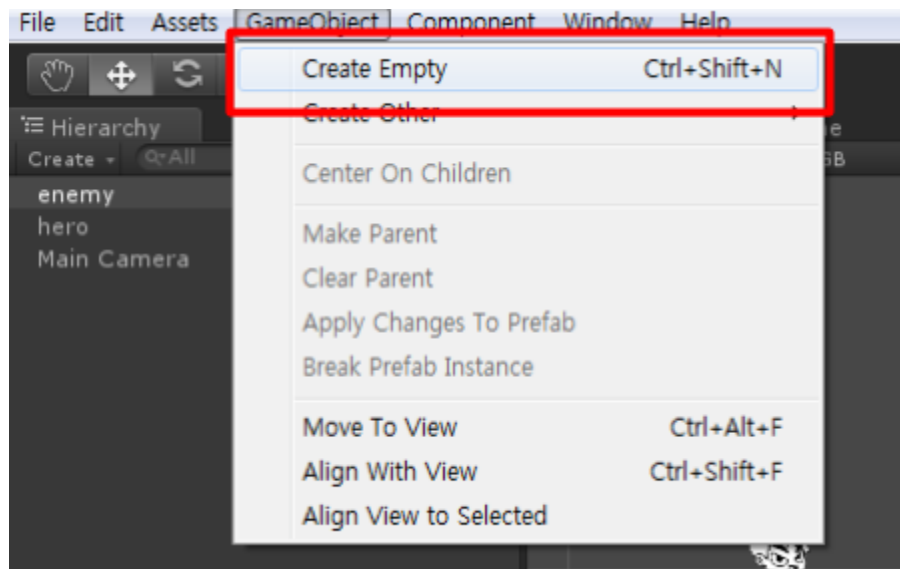 File Edit Assets GameObject Component Window Help
Create Empty Ctrl+Shift+N
Create Other
Hierarchy
Create All
enemy
hero
Main Camera
Center On Children
Make Parent
Clear Parent
Apply Changes To Prefab
Break Prefab Instance
Move To View Ctrl+Alt+F
Align With View Ctrl+Shift+F
Align View to Selected